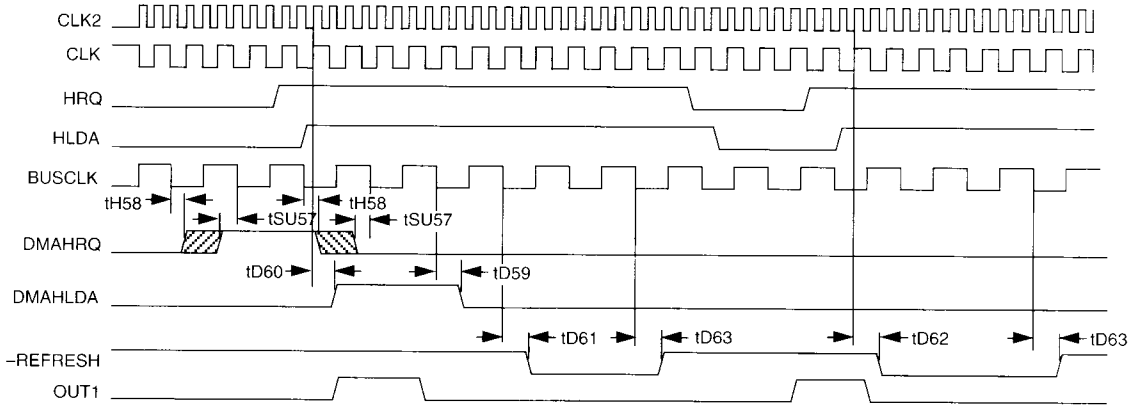 CLK2
CLK
HRQ
HLDA
BUSCLK
tH58 tH58
tSU57 tSU57
DMAHRQ
tD60 tD59
DMAHLDA
tD61 tD63 tD62 tD63
–REFRESH
OUT1